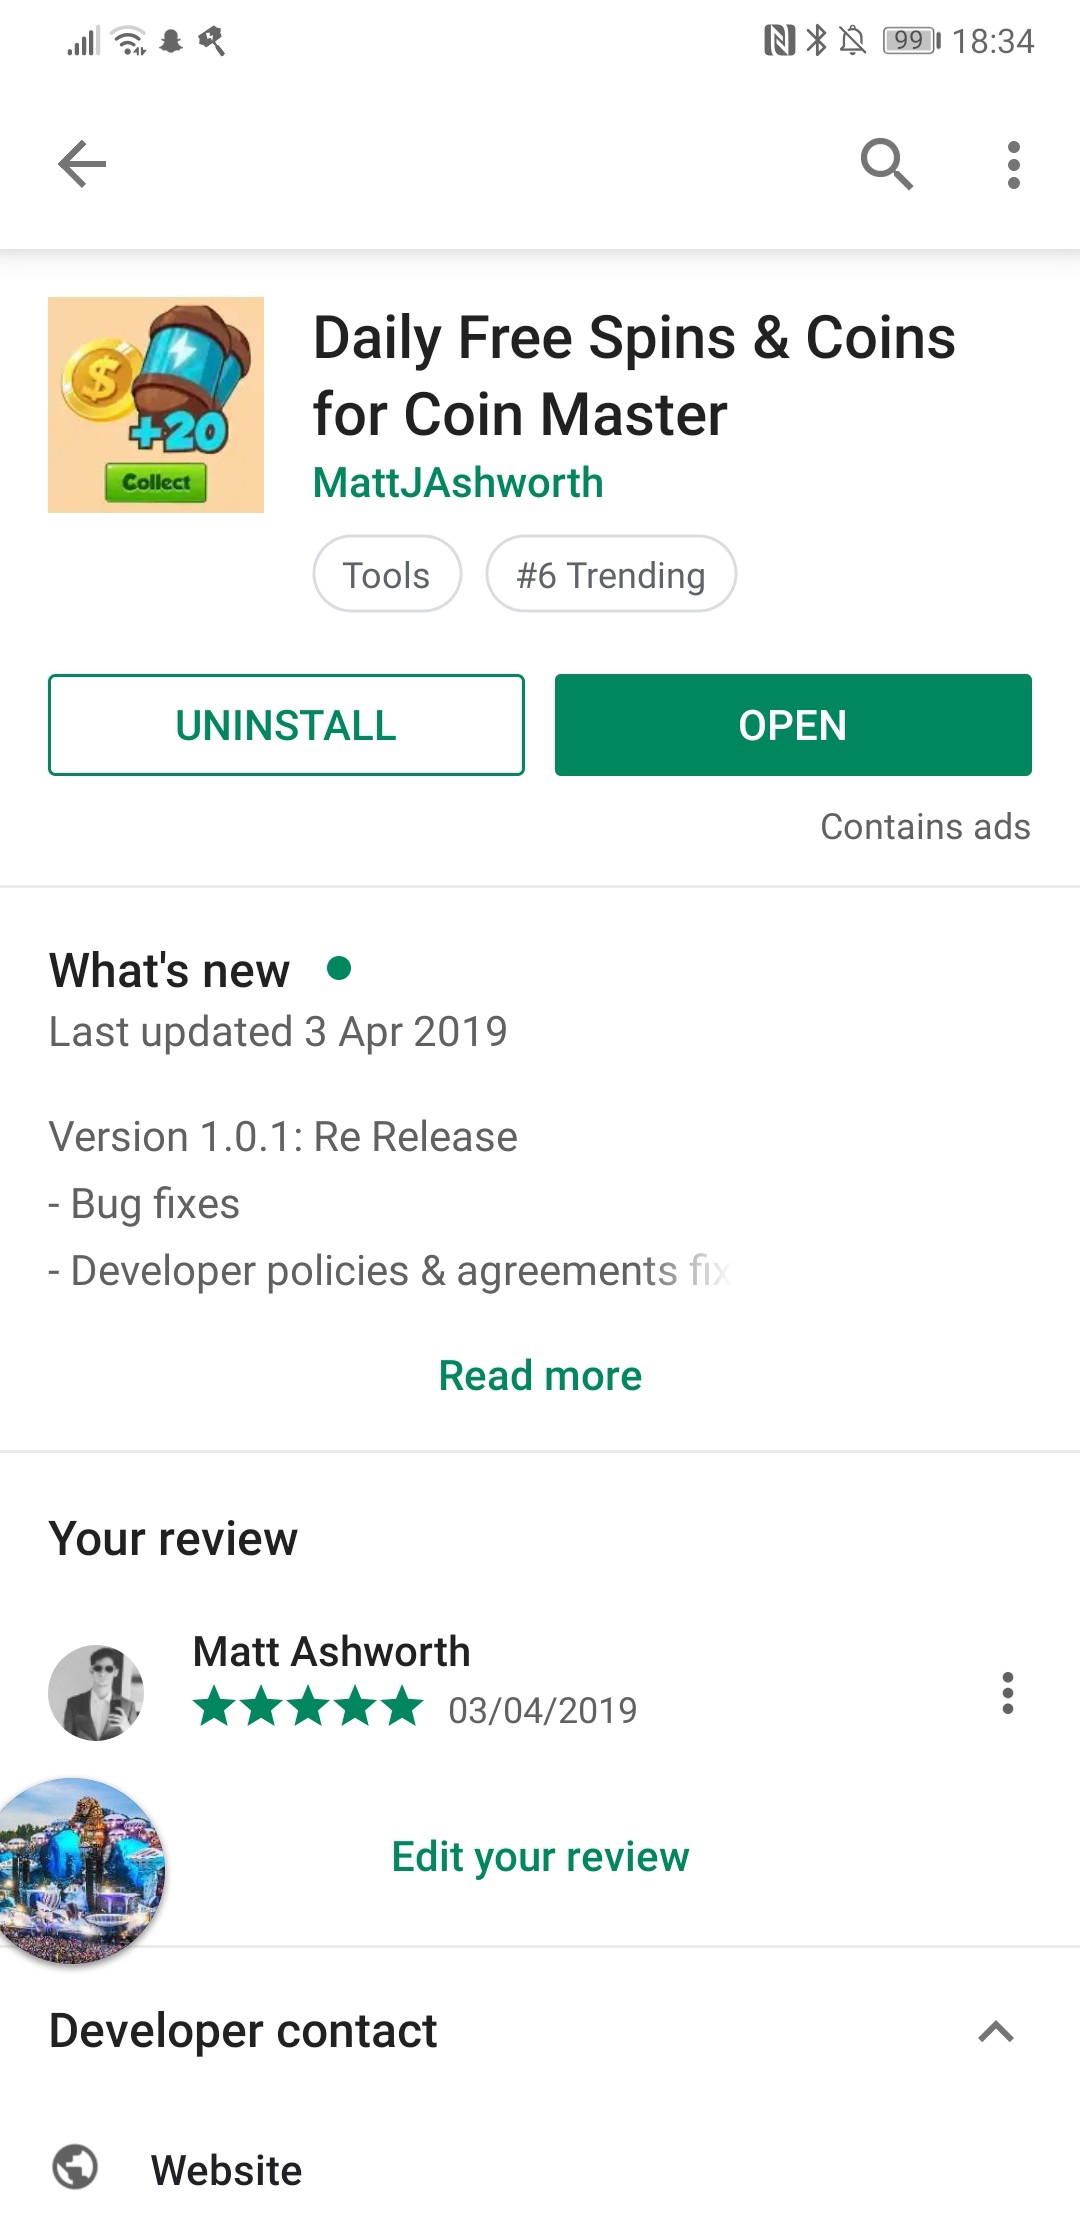 99 18:34
Daily Free Spins & Coins
for Coin Master
MattJAshworth
+20
Collect
Tools
#6 Trending
UNINSTALL
OPEN
Contains ads
What's new
Last updated 3 Apr 2019
Version 1.0.1: Re Release
- Bug fixes
- Developer policies & agreements fix
Read more
Your review
Matt Ashworth
03/04/2019
Edit your review
Developer contact
Website